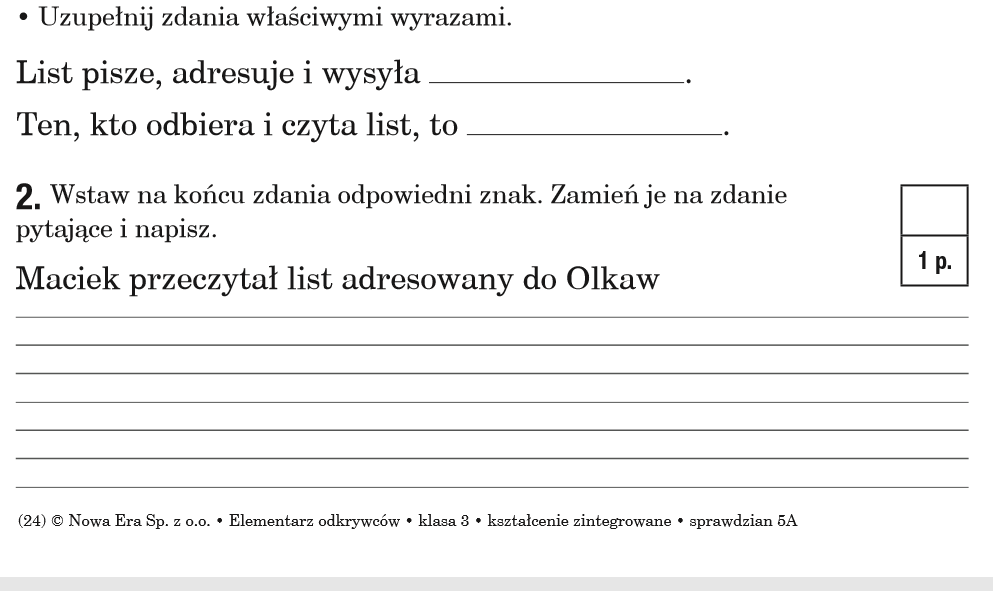 • Uzupełnij zdania właściwymi wyrazami.
List pisze, adresuje i wysyła ____________.
Ten, kto odbiera i czyta list, to ____________.
2. Wstaw na końcu zdania odpowiedni znak. Zamień je na zdanie
pytające i napisz.
Maciek przeczytał list adresowany do Olkaw
1 p.
(24) © Nowa Era Sp. z o.o. • Elementarz odkrywców • klasa 3 • kształcenie zintegrowane • sprawdzian 5A